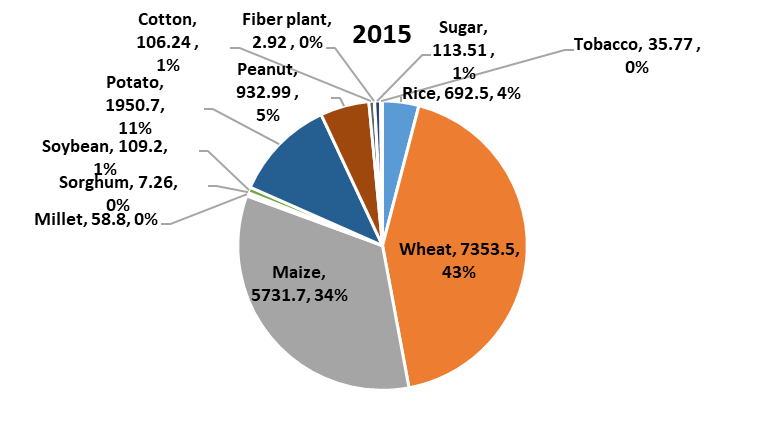 2015
Cotton,
106.24 ,
1%
Fiber plant,
2.92 , 0%
Sugar,
113.51 ,
1%
Tobacco, 35.77 ,
0%
Rice, 692.5, 4%
Peanut,
932.99 ,
5%
Potato,
1950.7,
11%
Soybean, 109.2,
1%
Sorghum, 7.26,
0%
Millet, 58.8, 0%
Wheat, 7353.5,
43%
Maize,
5731.7, 34%